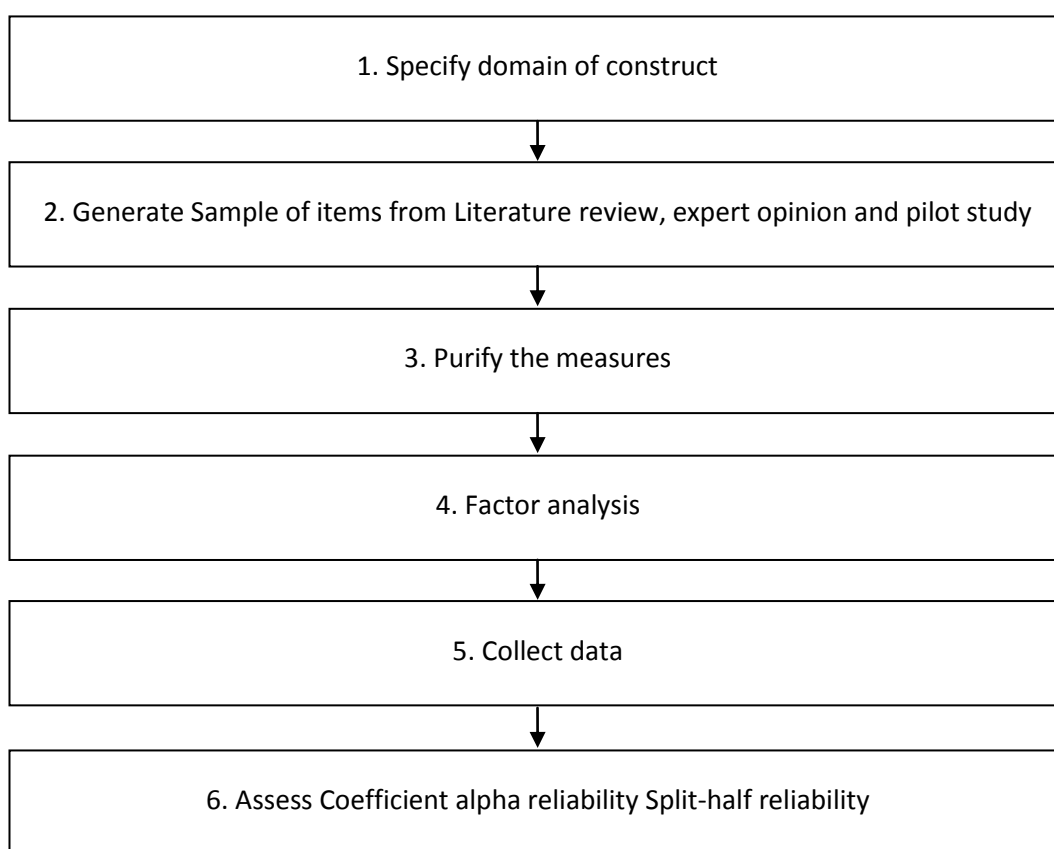 1. Specify domain of construct
2. Generate Sample of items from Literature review, expert opinion and pilot study
3. Purify the measures
4. Factor analysis
5. Collect data
6. Assess Coefficient alpha reliability Split-half reliability